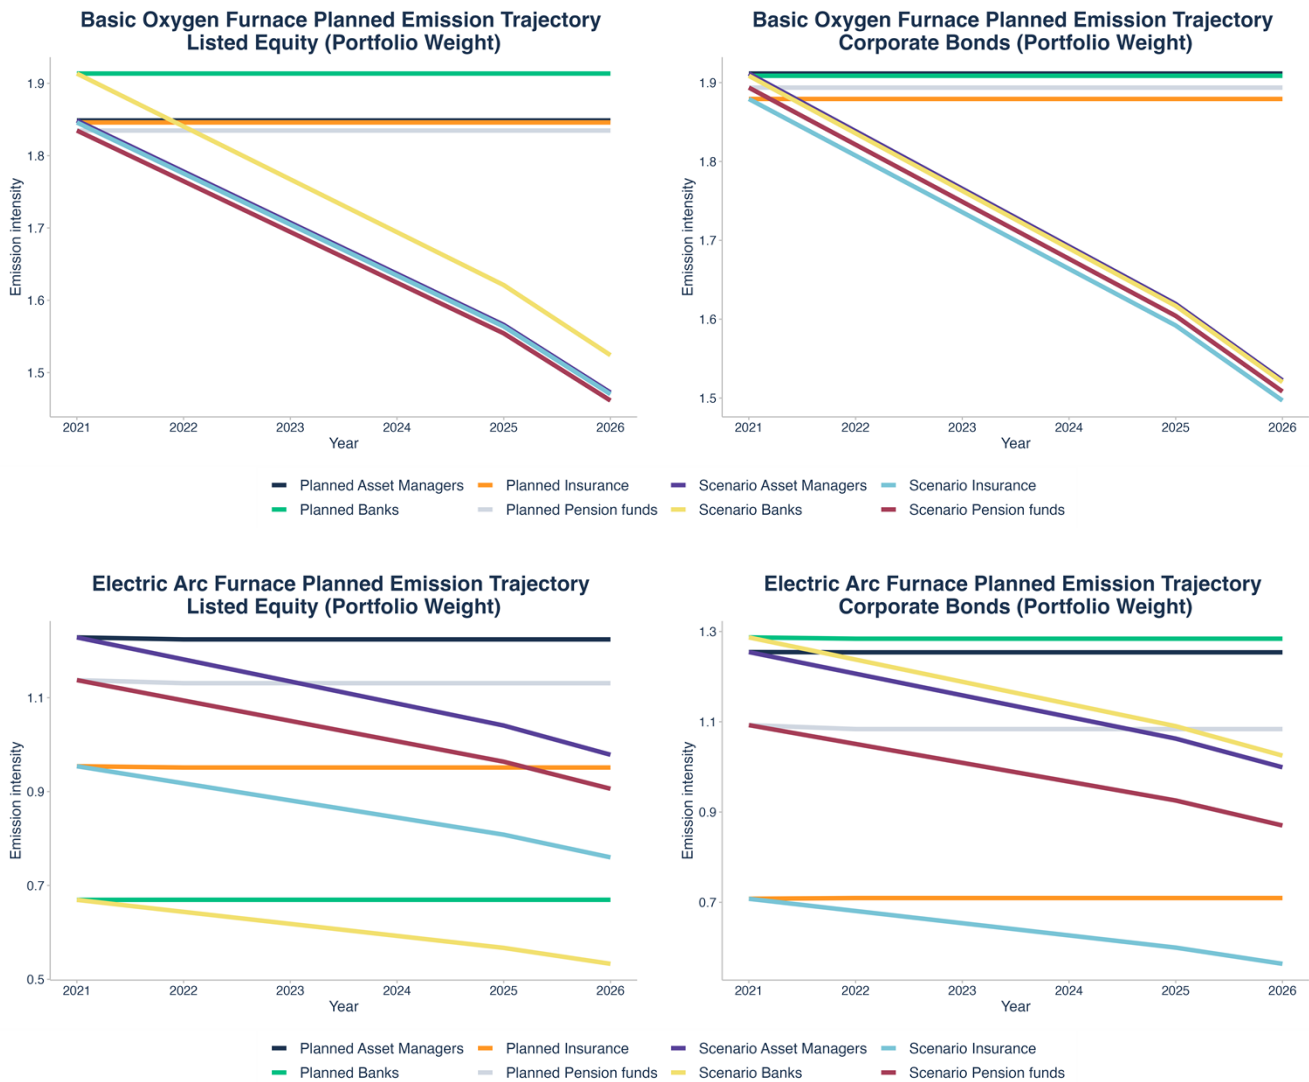 Basic Oxygen Furnace Planned Emission Trajectory
Listed Equity (Portfolio Weight)
Emission intensity
1.9
1.8
1.7
1.6
1.5
2021 2022 2023 2024 2025 2026
Year
Basic Oxygen Furnace Planned Emission Trajectory
Corporate Bonds (Portfolio Weight)
Emission intensity
1.9
1.8
1.7
1.6
1.5
2021 2022 2023 2024 2025 2026
Year
Planned Asset Managers Planned Insurance Scenario Asset Managers Scenario Insurance
Planned Banks Planned Pension funds Scenario Banks Scenario Pension funds
Electric Arc Furnace Planned Emission Trajectory
Listed Equity (Portfolio Weight)
Emission intensity
1.1
0.9
0.7
0.5
2021 2022 2023 2024 2025 2026
Year
Electric Arc Furnace Planned Emission Trajectory
Corporate Bonds (Portfolio Weight)
Emission intensity
1.3
1.1
0.9
0.7
2021 2022 2023 2024 2025 2026
Year
Planned Asset Managers Planned Insurance Scenario Asset Managers Scenario Insurance
Planned Banks Planned Pension funds Scenario Banks Scenario Pension funds